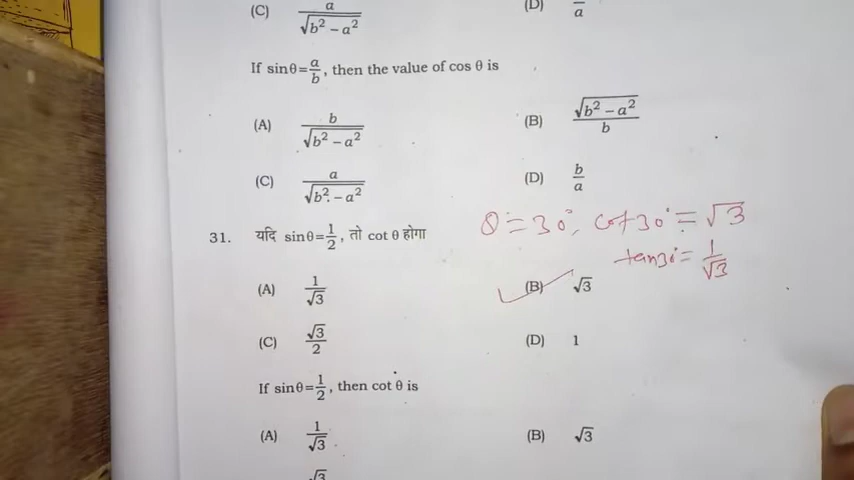 (C) a/√(b² – a²) (D) a
If sinθ=a/b, then the value of cos θ is
(A) b/√(b² – a²) (B) √(b² – a²)/b
(C) a/√(b² – a²) (D) b/a
θ = 30°, cot 30° = √3
31. यदि sinθ=1/2, तो cot θ होगा
tan30° = 1/√3
(A) 1/√3 (B) √3
(C) √3/2 (D) 1
If sinθ=1/2, then cot θ is
(A) 1/√3 (B) √3
√3